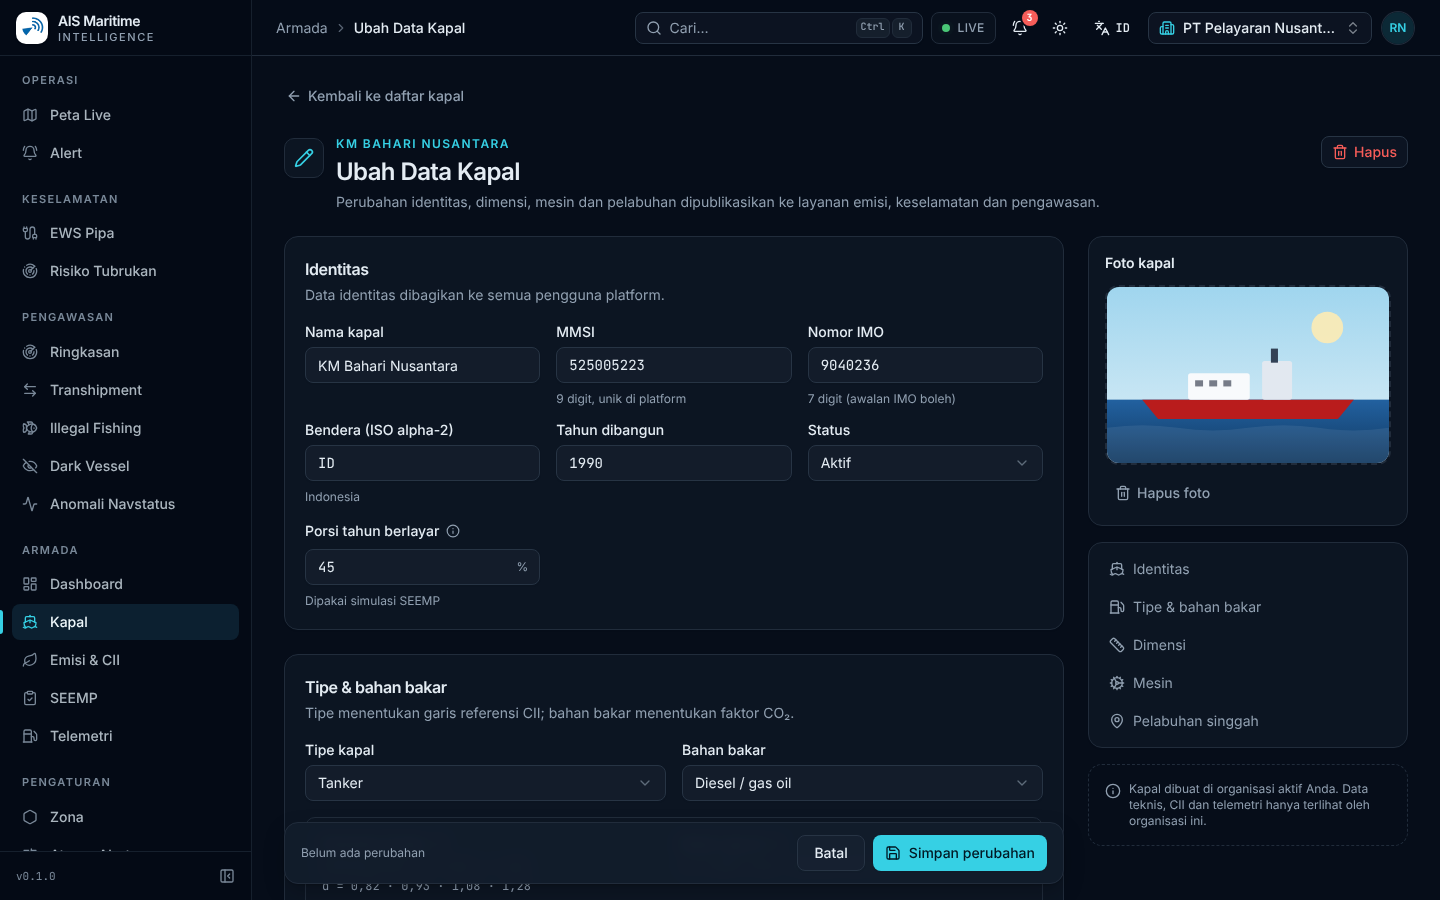 AIS Maritime
INTELLIGENCE
Armada > Ubah Data Kapal
Cari...
Ctrl K
LIVE
3
ID
PT Pelayaran Nusant...
RN
OPERASI
Peta Live
Alert
KESELAMATAN
EWS Pipa
Risiko Tubrukan
PENGAWASAN
Ringkasan
Transhipment
Illegal Fishing
Dark Vessel
Anomali Navstatus
ARMADA
Dashboard
Kapal
Emisi & CII
SEEMP
Telemetri
PENGATURAN
Zona
v0.1.0
Kembali ke daftar kapal
KM BAHARI NUSANTARA
Ubah Data Kapal
Perubahan identitas, dimensi, mesin dan pelabuhan dipublikasikan ke layanan emisi, keselamatan dan pengawasan.
Hapus
Identitas
Data identitas dibagikan ke semua pengguna platform.
Nama kapal
KM Bahari Nusantara
MMSI
525005223
9 digit, unik di platform
Nomor IMO
9040236
7 digit (awalan IMO boleh)
Bendera (ISO alpha-2)
ID
Indonesia
Tahun dibangun
1990
Status
Aktif
Porsi tahun berlayar
45 %
Dipakai simulasi SEEMP
Tipe & bahan bakar
Tipe menentukan garis referensi CII; bahan bakar menentukan faktor CO₂.
Tipe kapal
Tanker
Bahan bakar
Diesel / gas oil
Belum ada perubahan
Batal
Simpan perubahan
d = 0,82 · 0,93 · 1,08 · 1,28
Foto kapal
Hapus foto
Identitas
Tipe & bahan bakar
Dimensi
Mesin
Pelabuhan singgah
Kapal dibuat di organisasi aktif Anda. Data
teknis, CII dan telemetri hanya terlihat oleh
organisasi ini.